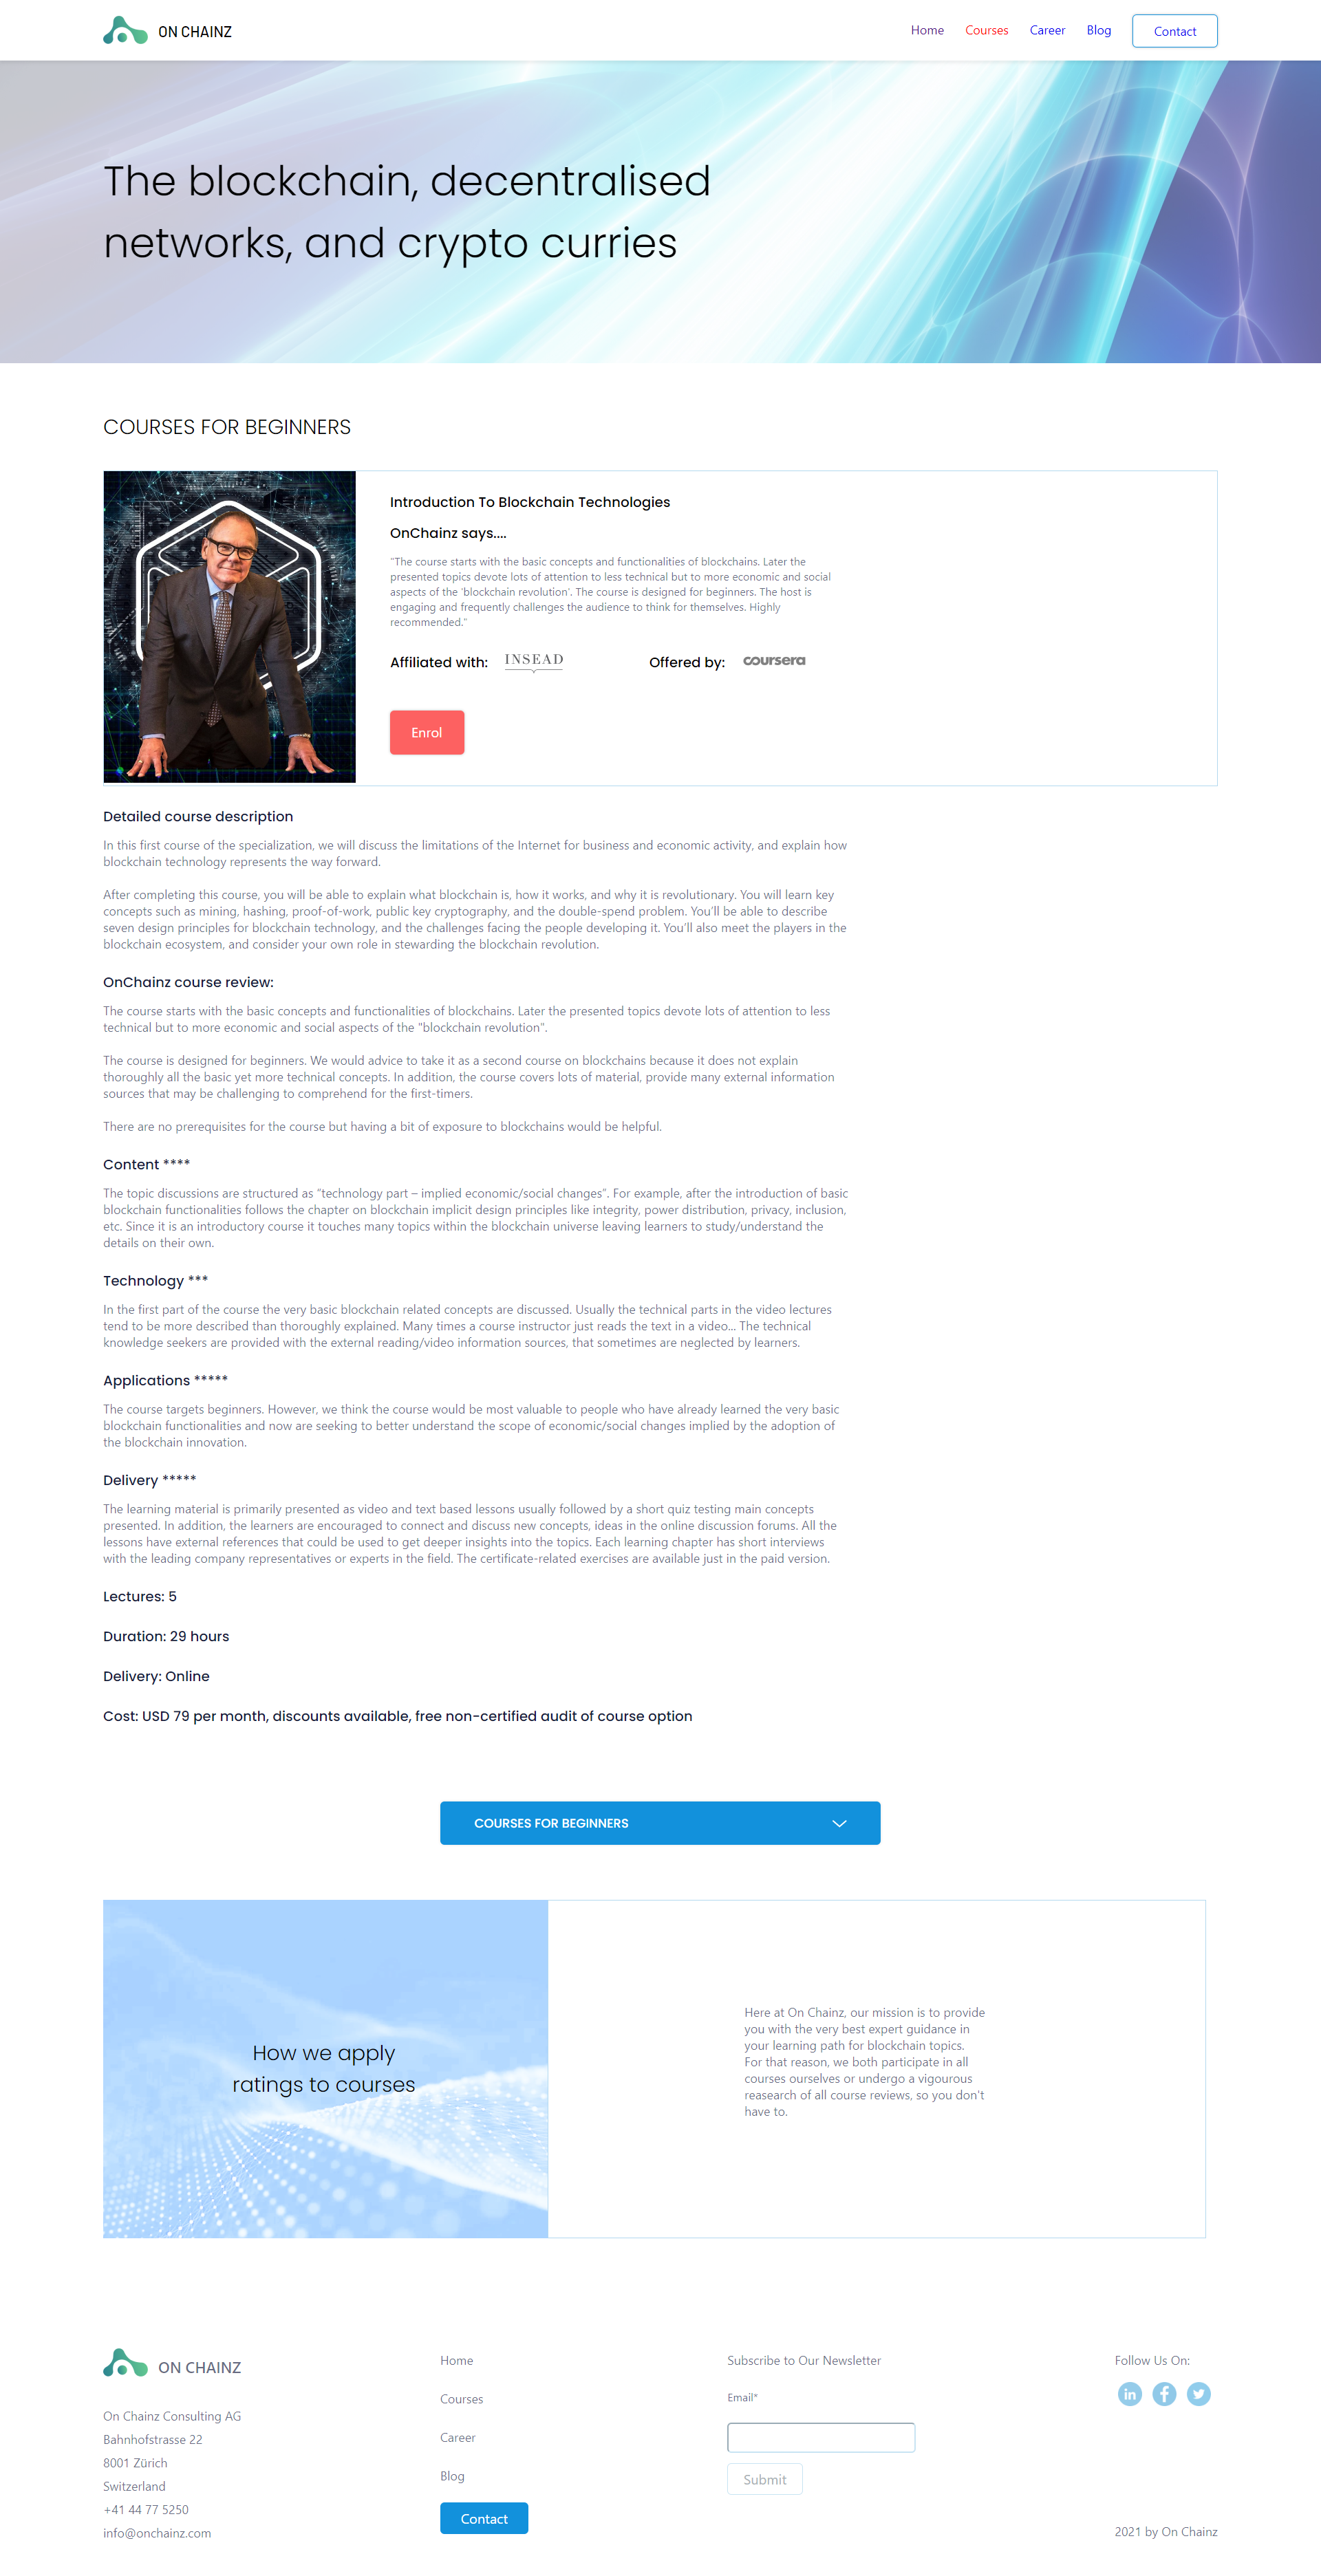 ON CHAINZ
Home
Courses
Career
Blog
Contact
The blockchain, decentralised
networks, and crypto curries
COURSES FOR BEGINNERS
Introduction To Blockchain Technologies
OnChainz says....
"The course starts with the basic concepts and functionalities of blockchains. Later the
presented topics devote lots of attention to less technical but to more economic and social
aspects of the 'blockchain revolution'. The course is designed for beginners. The host is
engaging and frequently challenges the audience to think for themselves. Highly
recommended."
Affiliated with: INSEAD Offered by: coursera
Enrol
Detailed course description
In this first course of the specialization, we will discuss the limitations of the Internet for business and economic activity, and explain how
blockchain technology represents the way forward.
After completing this course, you will be able to explain what blockchain is, how it works, and why it is revolutionary. You will learn key
concepts such as mining, hashing, proof-of-work, public key cryptography, and the double-spend problem. You'll be able to describe
seven design principles for blockchain technology, and the challenges facing the people developing it. You'll also meet the players in the
blockchain ecosystem, and consider your own role in stewarding the blockchain revolution.
OnChainz course review:
The course starts with the basic concepts and functionalities of blockchains. Later the presented topics devote lots of attention to less
technical but to more economic and social aspects of the "blockchain revolution".
The course is designed for beginners. We would advice to take it as a second course on blockchains because it does not explain
thoroughly all the basic yet more technical concepts. In addition, the course covers lots of material, provide many external information
sources that may be challenging to comprehend for the first-timers.
There are no prerequisites for the course but having a bit of exposure to blockchains would be helpful.
Content ****
The topic discussions are structured as "technology part – implied economic/social changes". For example, after the introduction of basic
blockchain functionalities follows the chapter on blockchain implicit design principles like integrity, power distribution, privacy, inclusion,
etc. Since it is an introductory course it touches many topics within the blockchain universe leaving learners to study/understand the
details on their own.
Technology ***
In the first part of the course the very basic blockchain related concepts are discussed. Usually the technical parts in the video lectures
tend to be more described than thoroughly explained. Many times a course instructor just reads the text in a video... The technical
knowledge seekers are provided with the external reading/video information sources, that sometimes are neglected by learners.
Applications *****
The course targets beginners. However, we think the course would be most valuable to people who have already learned the very basic
blockchain functionalities and now are seeking to better understand the scope of economic/social changes implied by the adoption of
the blockchain innovation.
Delivery *****
The learning material is primarily presented as video and text based lessons usually followed by a short quiz testing main concepts
presented. In addition, the learners are encouraged to connect and discuss new concepts, ideas in the online discussion forums. All the
lessons have external references that could be used to get deeper insights into the topics. Each learning chapter has short interviews
with the leading company representatives or experts in the field. The certificate-related exercises are available just in the paid version.
Lectures: 5
Duration: 29 hours
Delivery: Online
Cost: USD 79 per month, discounts available, free non-certified audit of course option
COURSES FOR BEGINNERS
How we apply
ratings to courses
Here at On Chainz, our mission is to provide
you with the very best expert guidance in
your learning path for blockchain topics.
For that reason, we both participate in all
courses ourselves or undergo a vigourous
reasearch of all course reviews, so you don't
have to.
ON CHAINZ
On Chainz Consulting AG
Bahnhofstrasse 22
8001 Zürich
Switzerland
+41 44 77 5250
info@onchainz.com
Home
Courses
Career
Blog
Contact
Subscribe to Our Newsletter
Email*
Submit
Follow Us On:
2021 by On Chainz